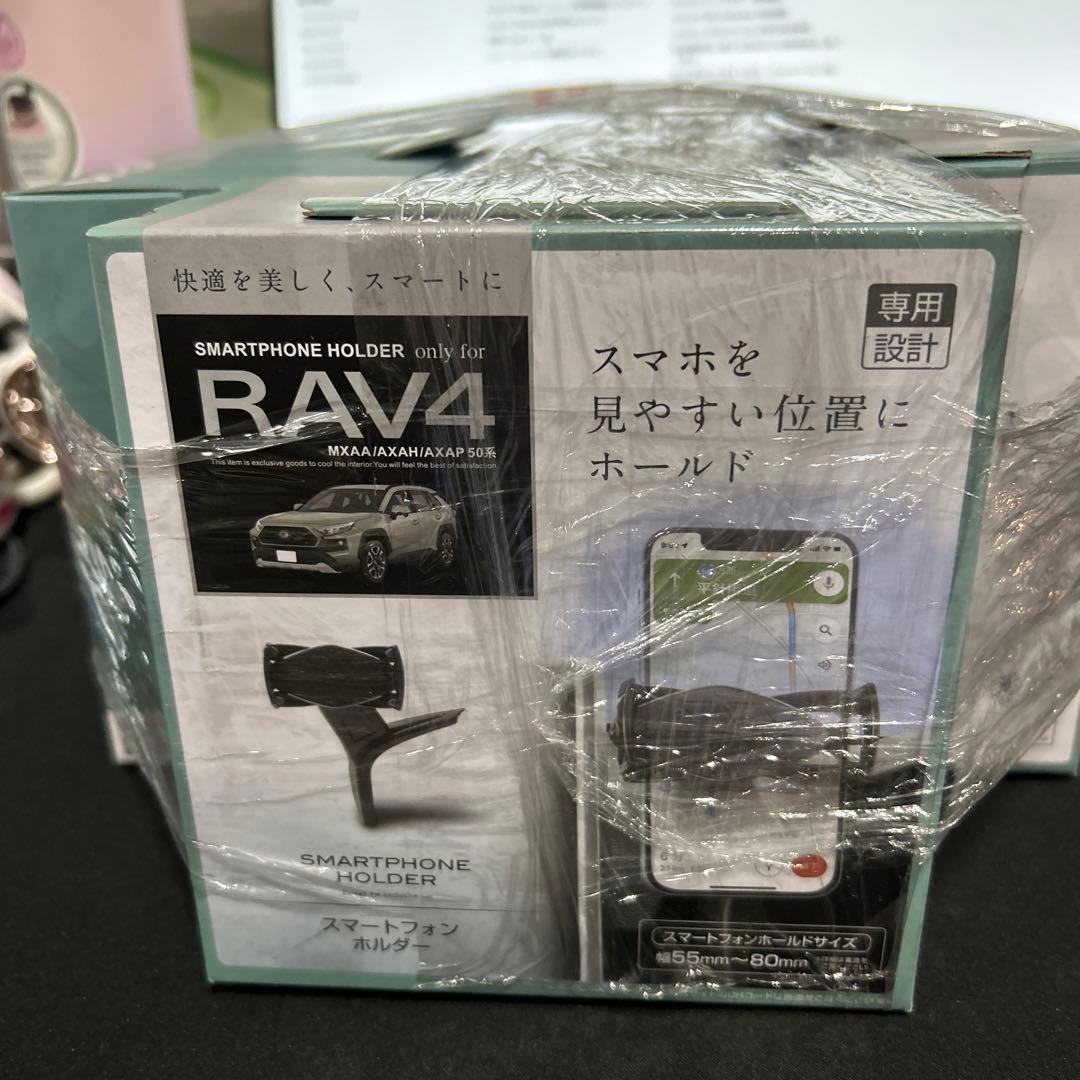 快適を美しく、スマートに
SMARTPHONE HOLDER only for
RAV4
MXAA/AXAH/AXAP 50系
This item is exclusive goods to cool the interior.You will feel the best of satisfaction
専用
設計
スマホを
見やすい位置に
ホールド
SMARTPHONE
HOLDER
スマートフォン
ホルダー
スマートフォンホールドサイズ
幅55mm〜80mm